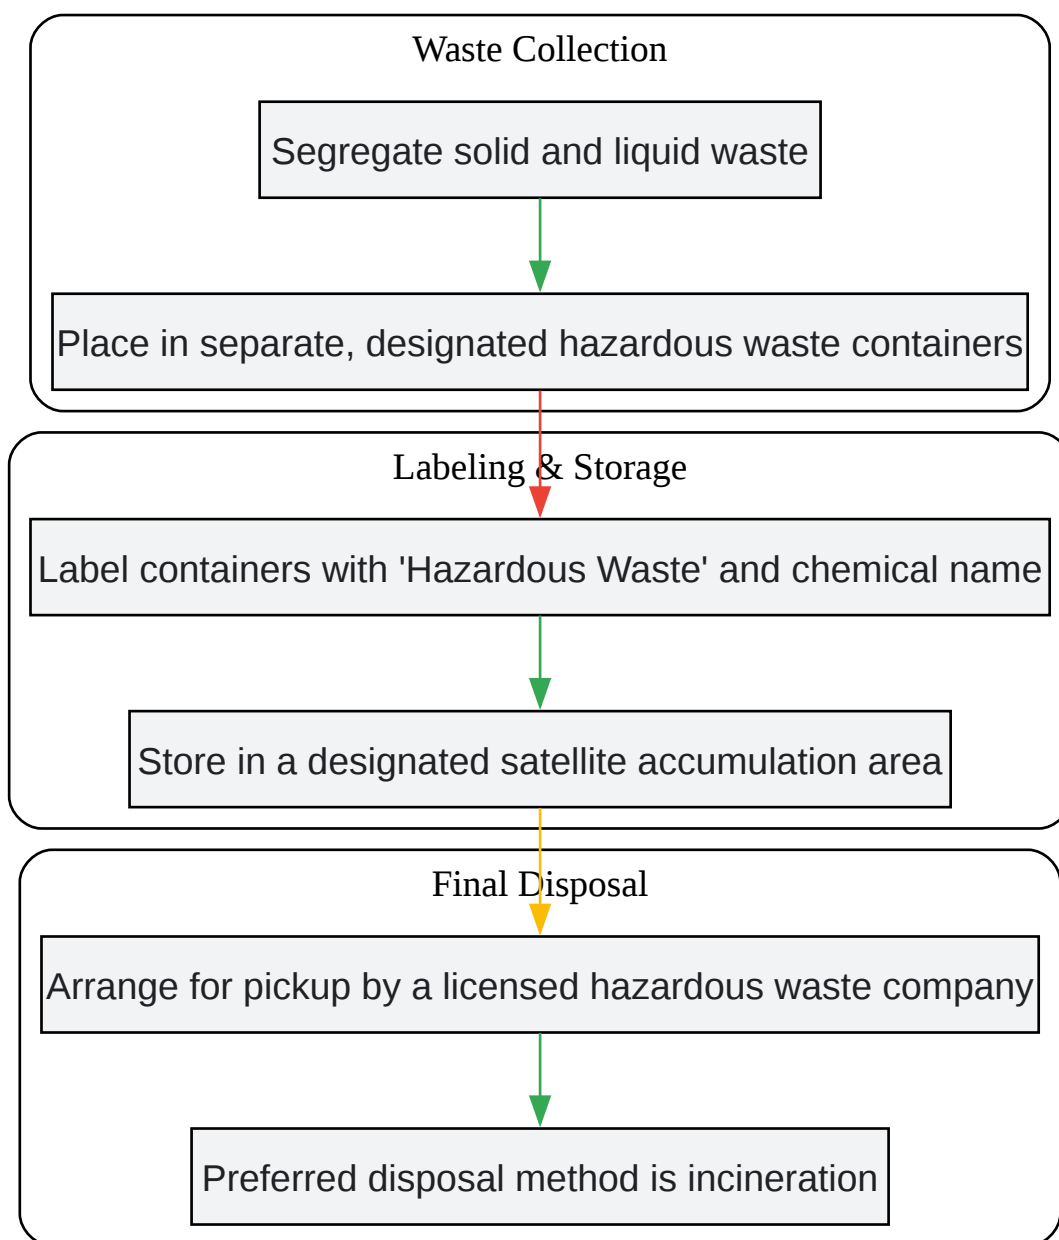 Waste Collection
Segregate solid and liquid waste
Place in separate, designated hazardous waste containers
Labeling & Storage
Label containers with 'Hazardous Waste' and chemical name
Store in a designated satellite accumulation area
Final Disposal
Arrange for pickup by a licensed hazardous waste company
Preferred disposal method is incineration